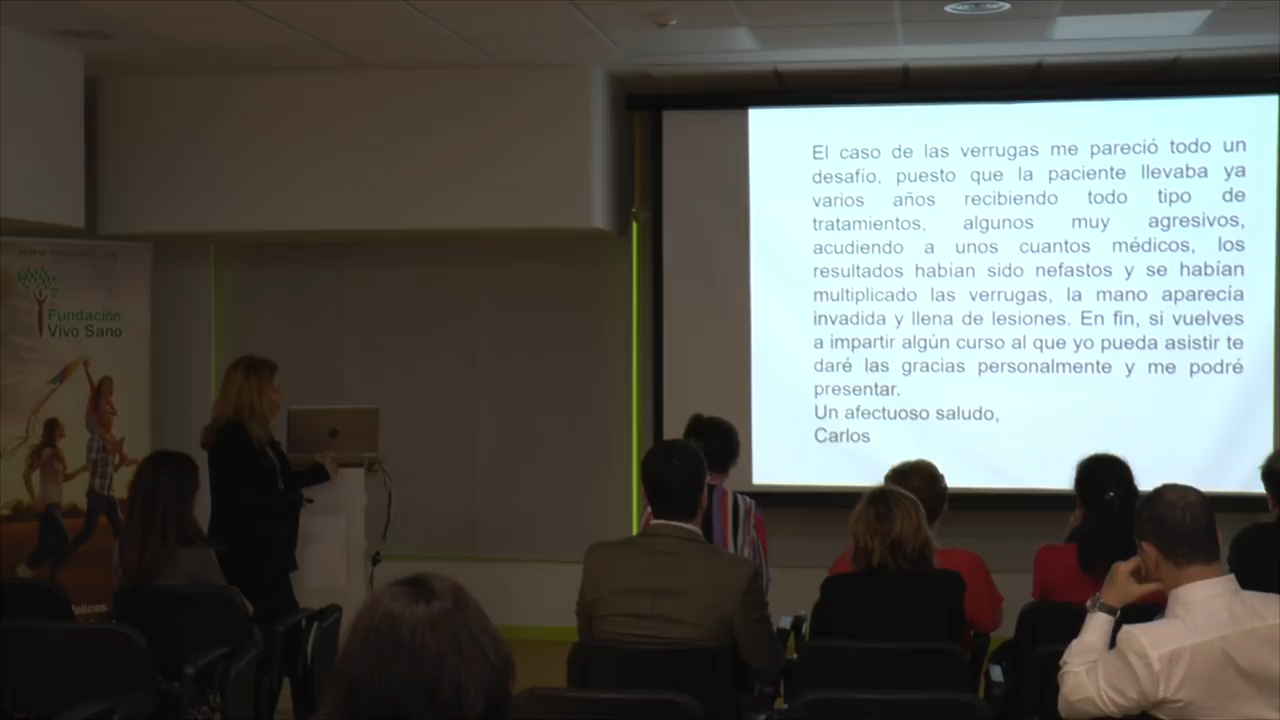 www.vivosano.org
Fundación
Vivo Sano
El caso de las verrugas me pareció todo un
desafío, puesto que la paciente llevaba ya
varios años recibiendo todo tipo de
tratamientos, algunos muy agresivos,
acudiendo a unos cuantos médicos, los
resultados habían sido nefastos y se habían
multiplicado las verrugas, la mano aparecía
invadida y llena de lesiones. En fin, si vuelves
a impartir algún curso al que yo pueda asistir te
daré las gracias personalmente y me podré
presentar.
Un afectuoso saludo,
Carlos